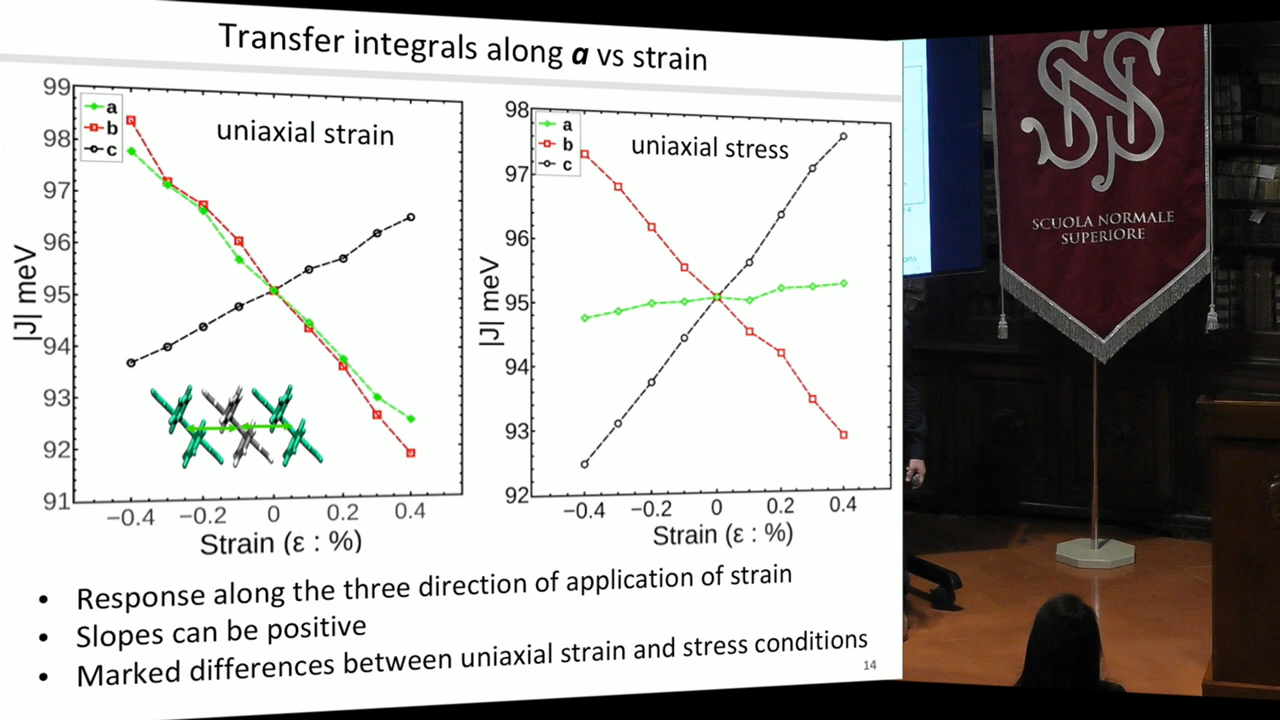 Transfer integrals along a vs strain
99
98
97
96
95
94
93
92
91
|J| meV
a
b
c
uniaxial strain
−0.4 −0.2 0 0.2 0.4
Strain (ε : %)
98
97
96
95
94
93
92
|J| meV
a
b
c
uniaxial stress
−0.4 −0.2 0 0.2 0.4
Strain (ε : %)
• Response along the three direction of application of strain
• Slopes can be positive
• Marked differences between uniaxial strain and stress conditions
14
SNS
SCUOLA NORMALE
SUPERIORE
4
ons